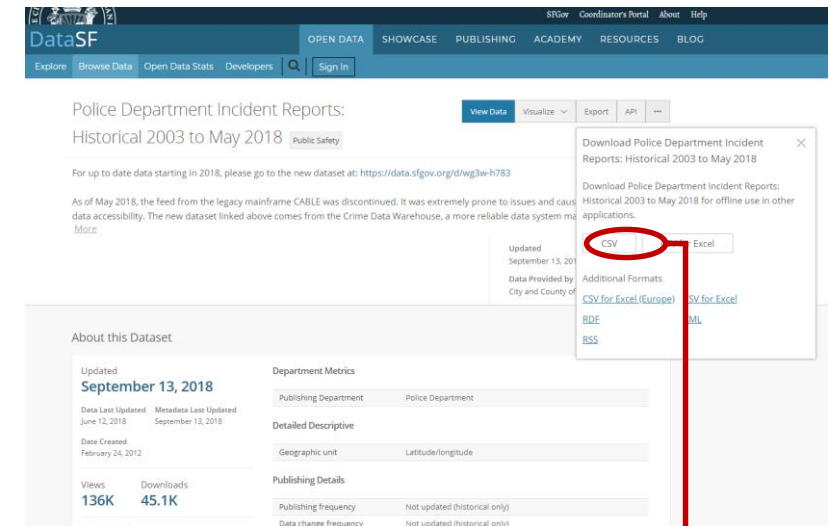 SFGov Coordinator's Portal About Help
DataSF OPEN DATA SHOWCASE PUBLISHING ACADEMY RESOURCES BLOG
Explore Browse Data Open Data Stats Developers Sign In
Police Department Incident Reports:
Historical 2003 to May 2018 Public Safety
View Data Visualize Export API ...
For up to date data starting in 2018, please go to the new dataset at: https://data.sfgov.org/d/wg3w-h783
As of May 2018, the feed from the legacy mainframe CABLE was discontinued. It was extremely prone to issues and caus
data accessibility. The new dataset linked above comes from the Crime Data Warehouse, a more reliable data system ma
More
Updated
September 13, 201
Data Provided by
City and County of
Download Police Department Incident
Reports: Historical 2003 to May 2018
Download Police Department Incident Reports:
Historical 2003 to May 2018 for offline use in other
applications.
CSV for Excel
Additional Formats
CSV for Excel (Europe) SV for Excel
RDF ML
RSS
About this Dataset
Updated
September 13, 2018
Data Last Updated Metadata Last Updated
June 12, 2018 September 13, 2018
Date Created
February 24, 2012
Views Downloads
136K 45.1K
Department Metrics
Publishing Department Police Department
Detailed Descriptive
Geographic unit Latitude/longitude
Publishing Details
Publishing frequency Not updated (historical only)
Data change frequency Not updated (historical only)